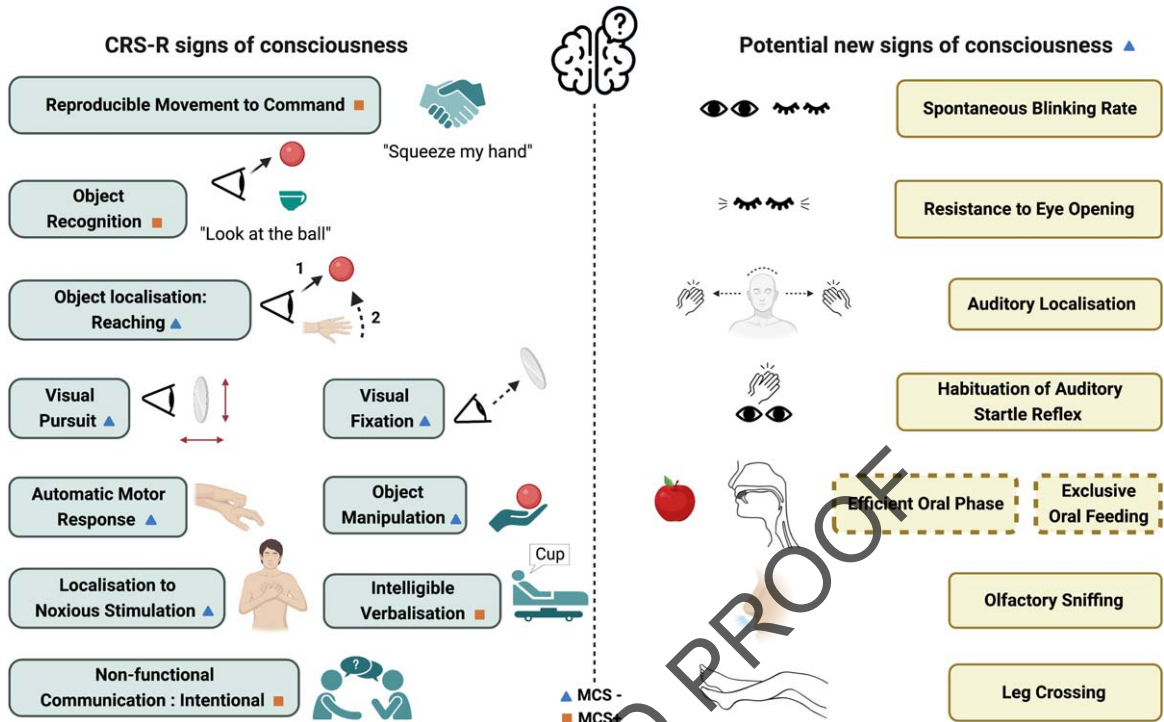 CRS-R signs of consciousness
Reproducible Movement to Command
"Squeeze my hand"
Object
Recognition
"Look at the ball"
Object localisation:
Reaching
1
2
Visual
Pursuit
Visual
Fixation
Automatic Motor
Response
Object
Manipulation
Localisation to
Noxious Stimulation
Intelligible
Verbalisation
Cup
Non-functional
Communication : Intentional
?
?
MCS -
MCS+
Potential new signs of consciousness
Spontaneous Blinking Rate
Resistance to Eye Opening
Auditory Localisation
Habituation of Auditory
Startle Reflex
Efficient Oral Phase
Exclusive
Oral Feeding
Olfactory Sniffing
Leg Crossing
PROOF